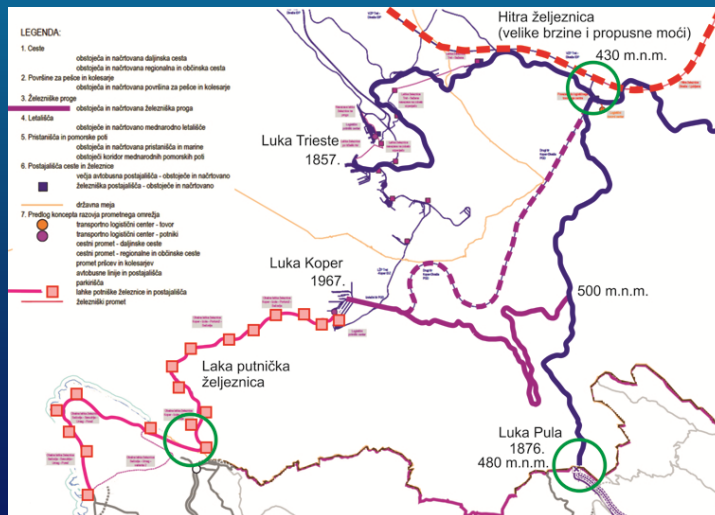 Hitra željeznica
(velike brzine i propusne moći)
430 m.n.m.
LEGENDA:
1. Ceste
obstoječa in načrtovana daljinska cesta
obstoječa in načrtovana regionalna in občinska cesta
2. Površine za pešce in kolesarje
obstoječa in načrtovana površina za pešce in kolesarje
3. Železniške proge
obstoječa in načrtovana železniška proga
4. Letališča
obstoječe in načrtovano mednarodno letališče
5. Pristanišča in pomorske poti
obstoječa in načrtovana pristanišča in marine
obstoječi koridor mednarodnih pomorskih poti
6. Postajališča ceste in železnice
večja avtobusna postajališča - obstoječe in načrtovano
železniška postajališča - obstoječe in načrtovano
državna meja
7. Predlog koncepta razovja prometnega omrežja
transportno logistični center - tovor
transportno logistični center - potniki
cestni promet - daljinske ceste
cestni promet - regionalne in občinske ceste
promet pešcev in kolesarjev
avtobusne linije in postajališča
parkirišča
lahke potniške železnice in postajališča
železniški promet
Luka Trieste
1857.
Luka Koper
1967.
500 m.n.m.
Laka putnička
željeznica
Luka Pula
1876.
480 m.n.m.